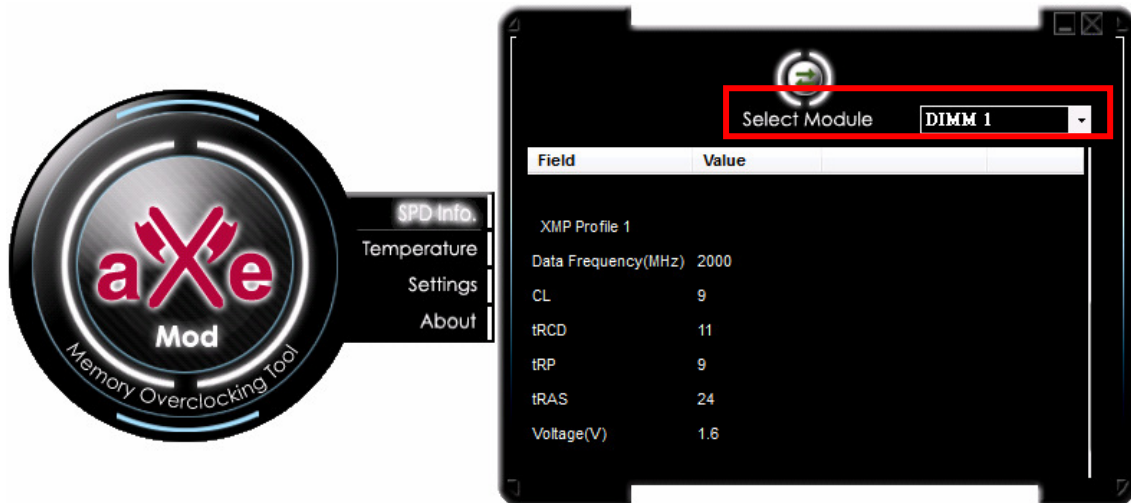 aXe
Mod
Memory Overclocking Tool
SPD Info.
Temperature
Settings
About
Select Module DIMM 1
Field Value
XMP Profile 1
Data Frequency(MHz) 2000
CL 9
tRCD 11
tRP 9
tRAS 24
Voltage(V) 1.6